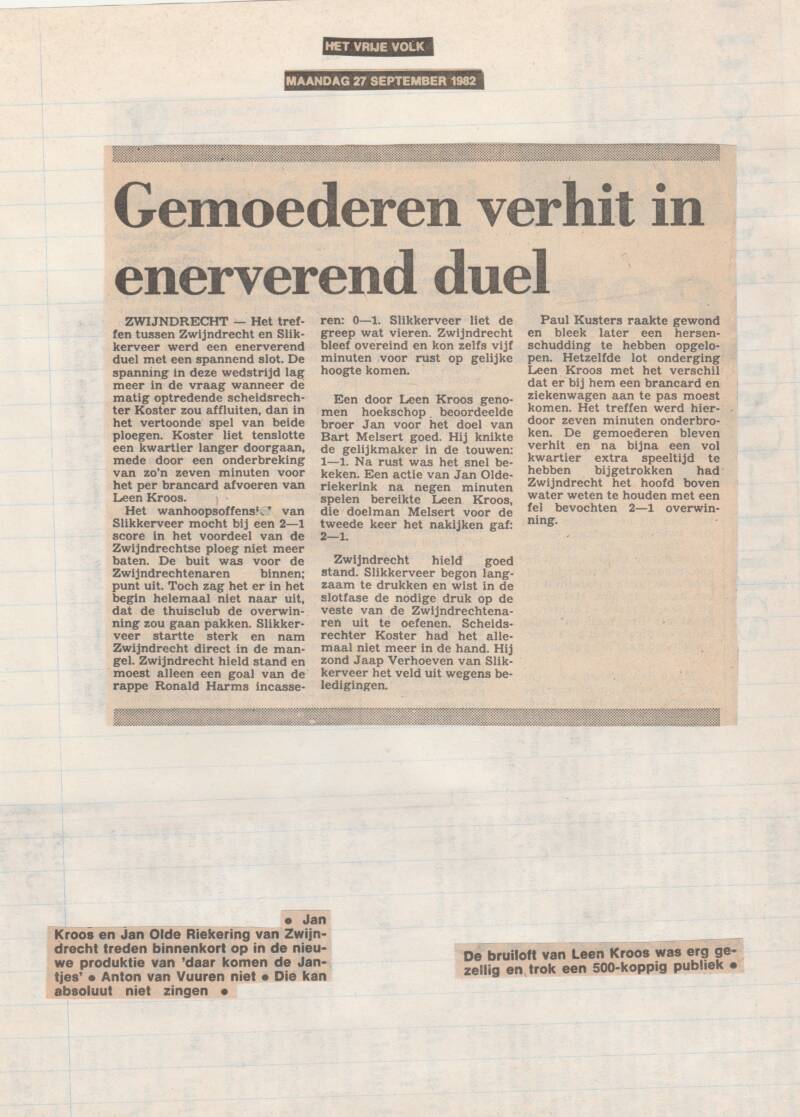 HET VRIJE VOLK
MAANDAG 27 SEPTEMBER 1982
Gemoederen verhit in
enerverend duel
ZWIJNDRECHT — Het tref-
fen tussen Zwijndrecht en Slik-
kerveer werd een enerverend
duel met een spannend slot. De
spanning in deze wedstrijd lag
meer in de vraag wanneer de
matig optredende scheidsrech-
ter Koster zou affluiten, dan in
het vertoonde spel van beide
ploegen. Koster liet tenslotte
een kwartier langer doorgaan,
mede door een onderbreking
van zo'n zeven minuten voor
het per brancard afvoeren van
Leen Kroos.
Het van
Slikkerveer mocht bij een 2—1
score in het voordeel van de
Zwijndrechtse ploeg niet meer
baten. De buit was voor de
Zwijndrechtenaren binnen;
punt uit. Toch zag het er in het
begin helemaal niet naar uit,
dat de thuisclub de overwin-
ning zou gaan pakken. Slikker-
veer startte sterk en nam
Zwijndrecht direct in de man-
gel. Zwijndrecht hield stand en
moest alleen een goal van de
rappe Ronald Harms incasse-
ren: 0—1. Slikkerveer liet de
greep wat vieren. Zwijndrecht
bleef overeind en kon zelfs vijf
minuten voor rust op gelijke
hoogte komen.
Een door Leen Kroos geno-
men hoekschop beoordeelde
broer Jan voor het doel van
Bart Melsert goed. Hij knikte
de gelijkmaker in de touwen:
1—1. Na rust was het snel be-
keken. Een actie van Jan Olde-
riekerink na negen minuten
spelen bereikte Leen Kroos,
die doelman Melsert voor de
tweede keer het nakijken gaf:
2—1.
Zwijndrecht hield goed
stand. Slikkerveer begon lang-
zaam te drukken en wist in de
slotfase de nodige druk op de
veste van de Zwijndrechtena-
ren uit te oefenen. Scheids-
rechter Koster had het alle-
maal niet meer in de hand. Hij
zond Jaap Verhoeven van Slik-
kerveer het veld uit wegens be-
ledigingen.
Paul Kusters raakte gewond
en bleek later een hersen-
schudding te hebben opgelo-
pen. Hetzelfde lot onderging
Leen Kroos met het verschil
dat er bij hem een brancard en
ziekenwagen aan te pas moest
komen. Het treffen werd hier-
door zeven minuten onderbro-
ken. De gemoederen bleven
verhit en na bijna een vol
kwartier extra speeltijd te
hebben bijgetrokken had
Zwijndrecht het hoofd boven
water weten te houden met een
fel bevochten 2—1 overwin-
ning.
● Jan
Kroos en Jan Olde Riekering van Zwijn-
drecht treden binnenkort op in de nieu-
we produktie van 'daar komen de Jan-
tjes' ● Anton van Vuuren niet ● Die kan
absoluut niet zingen ●
De bruiloft van Leen Kroos was erg ge-
zellig en trok een 500-koppig publiek ●